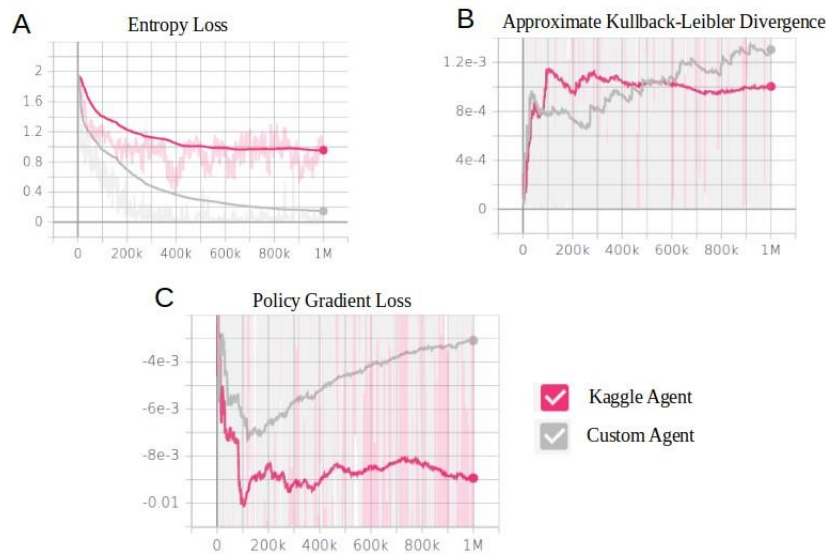 A
Entropy Loss
2
1.6
1.2
0.8
0.4
0
0
200k
400k
600k
800k
1M
B
Approximate Kullback-Leibler Divergence
1.2e-3
8e-4
4e-4
0
0
200k
400k
600k
800k
1M
C
Policy Gradient Loss
-4e-3
-6e-3
-8e-3
-0.01
0
200k
400k
600k
800k
1M
Kaggle Agent
Custom Agent